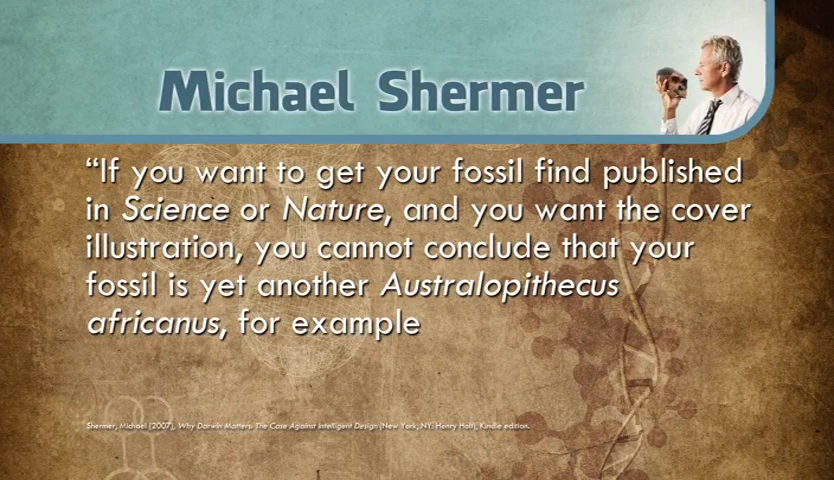 Michael Shermer
“If you want to get your fossil find published
in Science or Nature, and you want the cover
illustration, you cannot conclude that your
fossil is yet another Australopithecus
africanus, for example
Shermer, Michael (2007), Why Darwin Matters: The Case Against Intelligent Design (New York, NY: Henry Holt), Kindle edition.